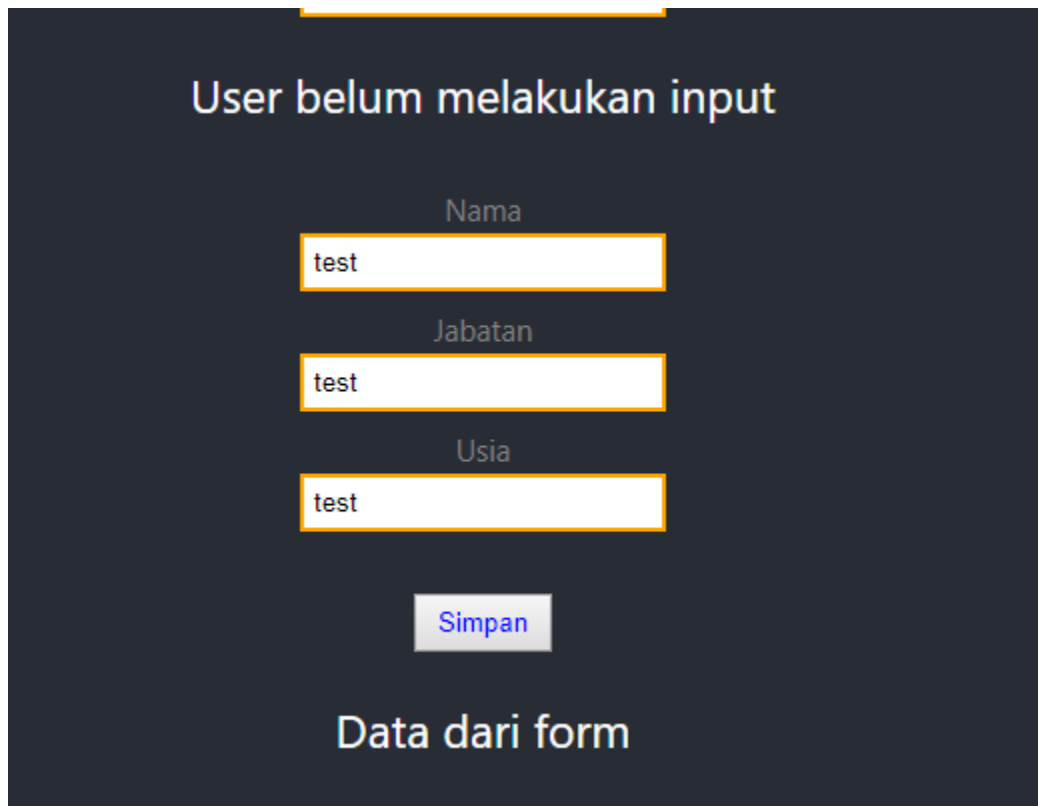 User belum melakukan input
Nama
test
Jabatan
test
Usia
test
Simpan
Data dari form